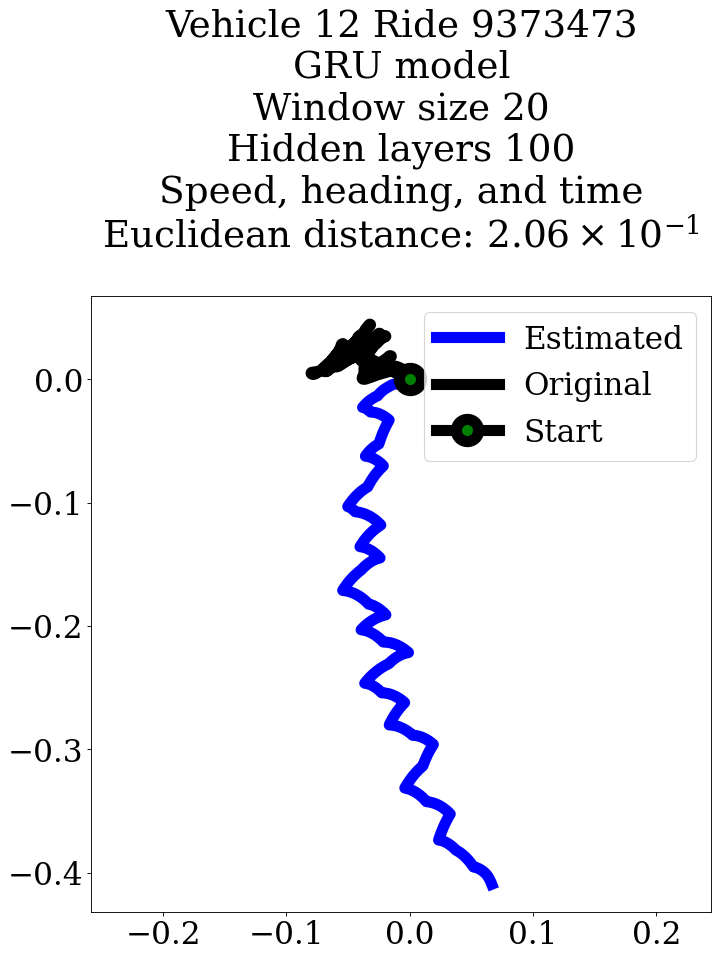 Vehicle 12 Ride 9373473
GRU model
Window size 20
Hidden layers 100
Speed, heading, and time
Euclidean distance: 2.06 × 10⁻¹
Estimated
Original
Start
0.0
−0.1
−0.2
−0.3
−0.4
−0.2 −0.1 0.0 0.1 0.2